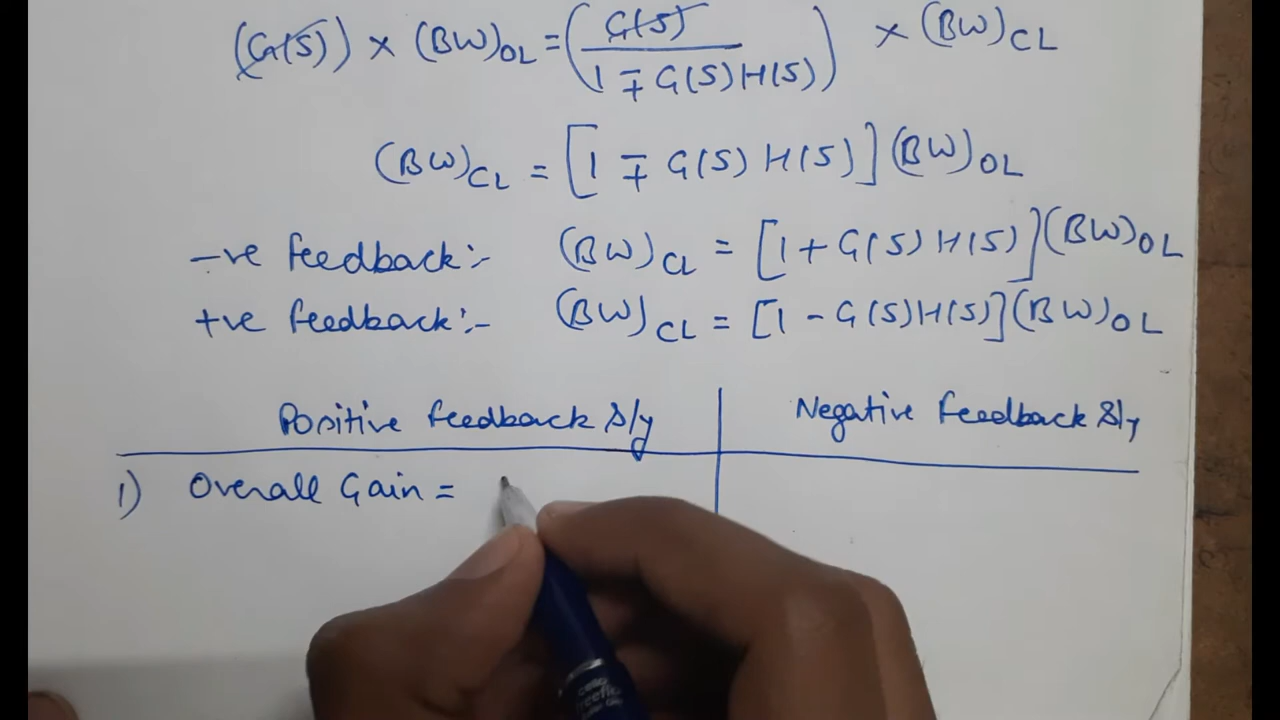 (G(S)) × (BW)OL = (G(S) / 1 ∓ G(S)H(S)) × (BW)CL
(BW)CL = [1 ∓ G(S) H(S)] (BW)OL
-ve feedback:- (BW)CL = [1 + G(S) H(S)] (BW)OL
+ve feedback:- (BW)CL = [1 - G(S)H(S)] (BW)OL
Positive feedback S/y Negative feedback S/y
1) Overall Gain =
cello